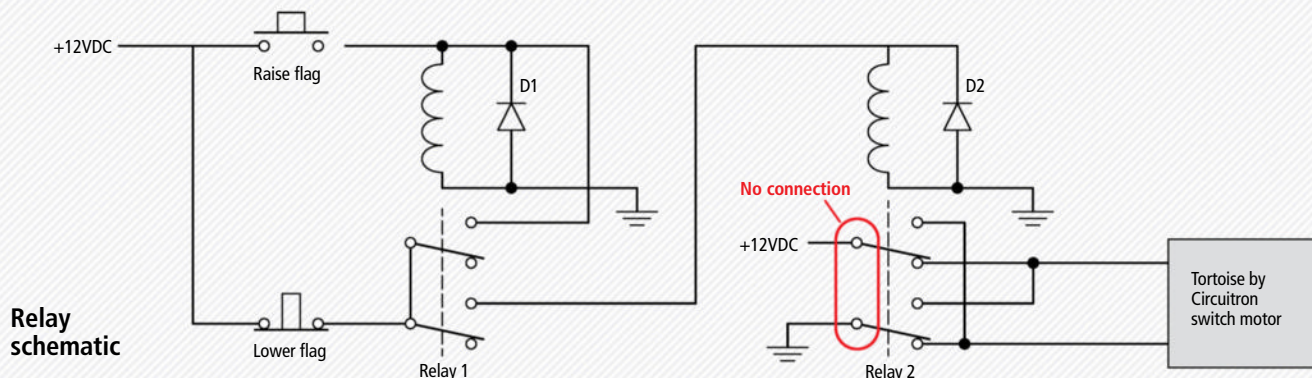 +12VDC
Raise flag
D1
D2
No connection
+12VDC
Tortoise by
Circuitron
switch motor
Relay
schematic
Lower flag
Relay 1
Relay 2